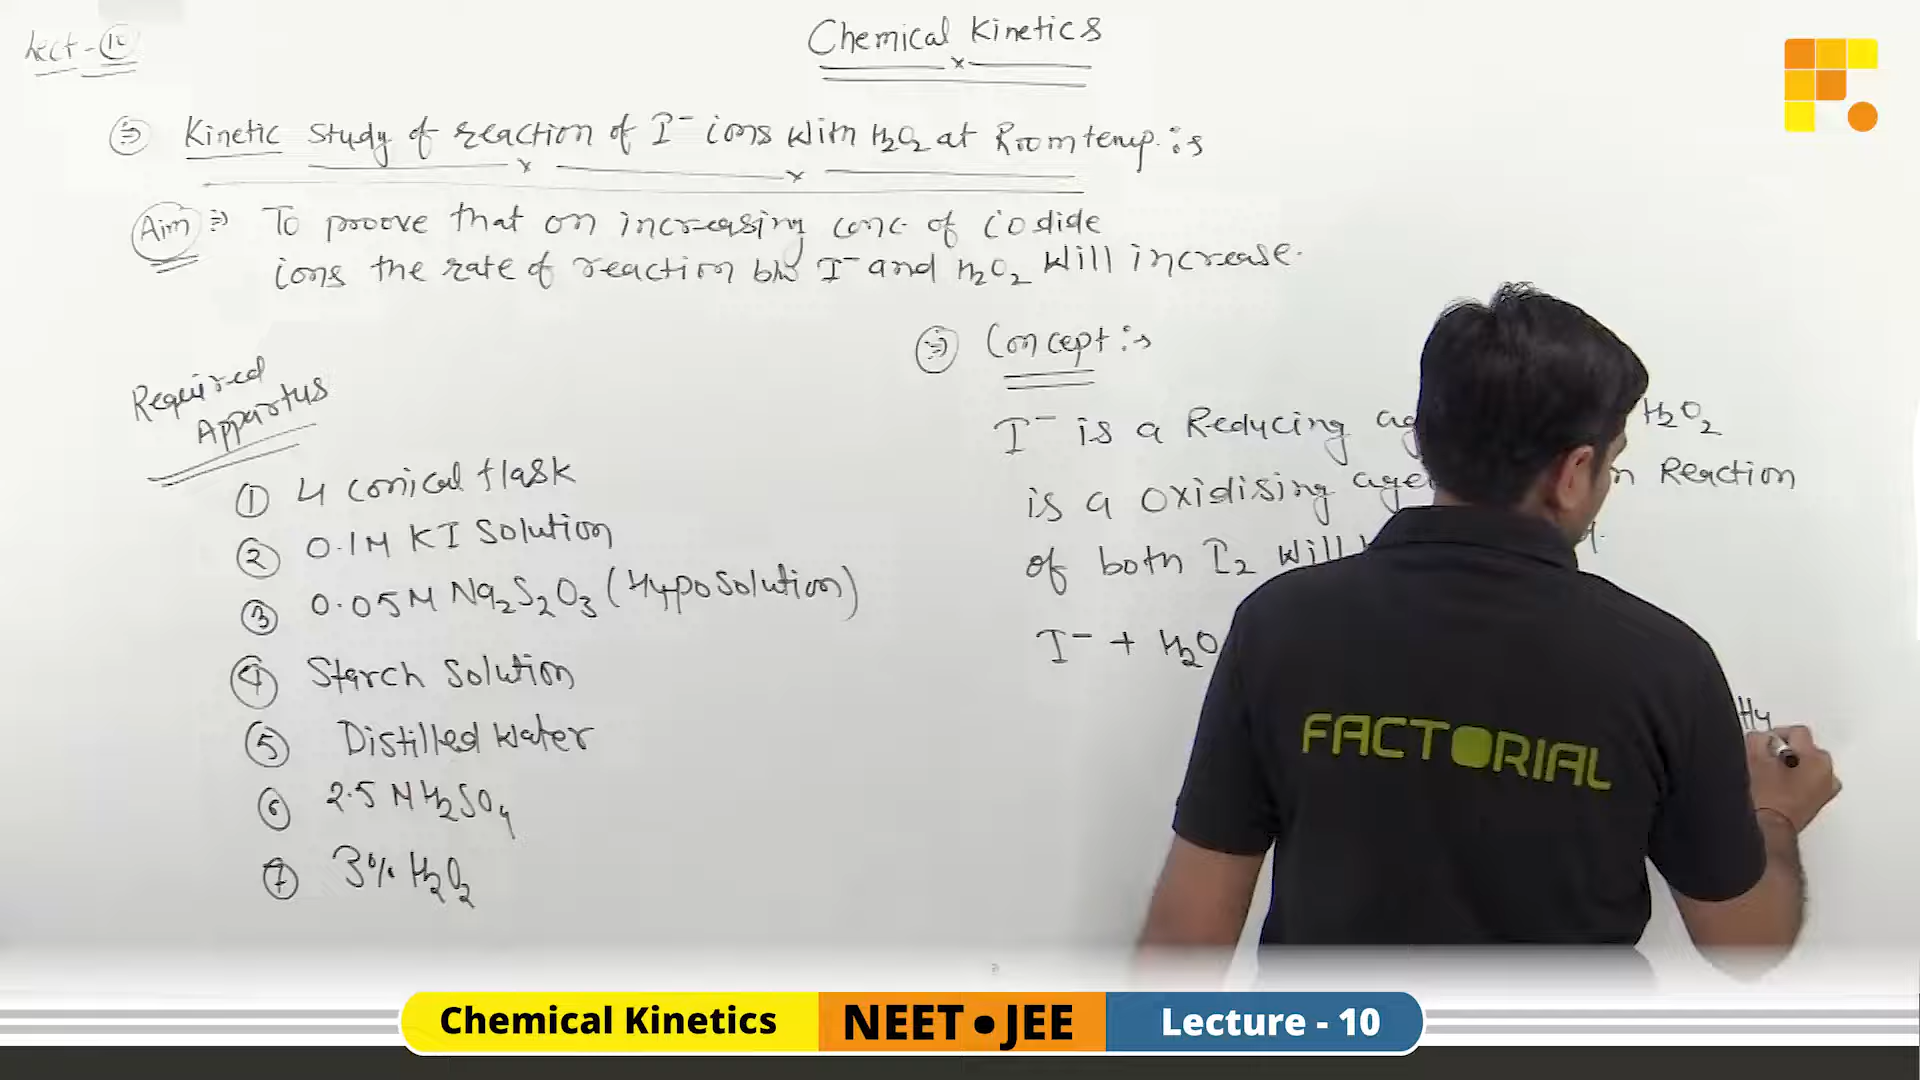 Lect-10
Chemical Kinetics
⇒ Kinetic study of reaction of I⁻ ions with H₂O₂ at Room temp.:⇒
Aim ⇒ To proove that on increasing conc. of iodide
ions the rate of reaction b/w I⁻ and H₂O₂ will increase.
Required
Appartus
① 4 conical flask
② 0.1M KI Solution
③ 0.05M Na₂S₂O₃ (Hypo Solution)
④ Starch Solution
⑤ Distilled water
⑥ 2.5 M H₂SO₄
⑦ 3% H₂O₂
⇒ Concept:⇒
I⁻ is a Reducing H₂O₂
is a oxidising Reaction
of both I₂ will
I⁻ + H₂O
Hy
FACTORIAL
Chemical Kinetics NEET•JEE Lecture - 10